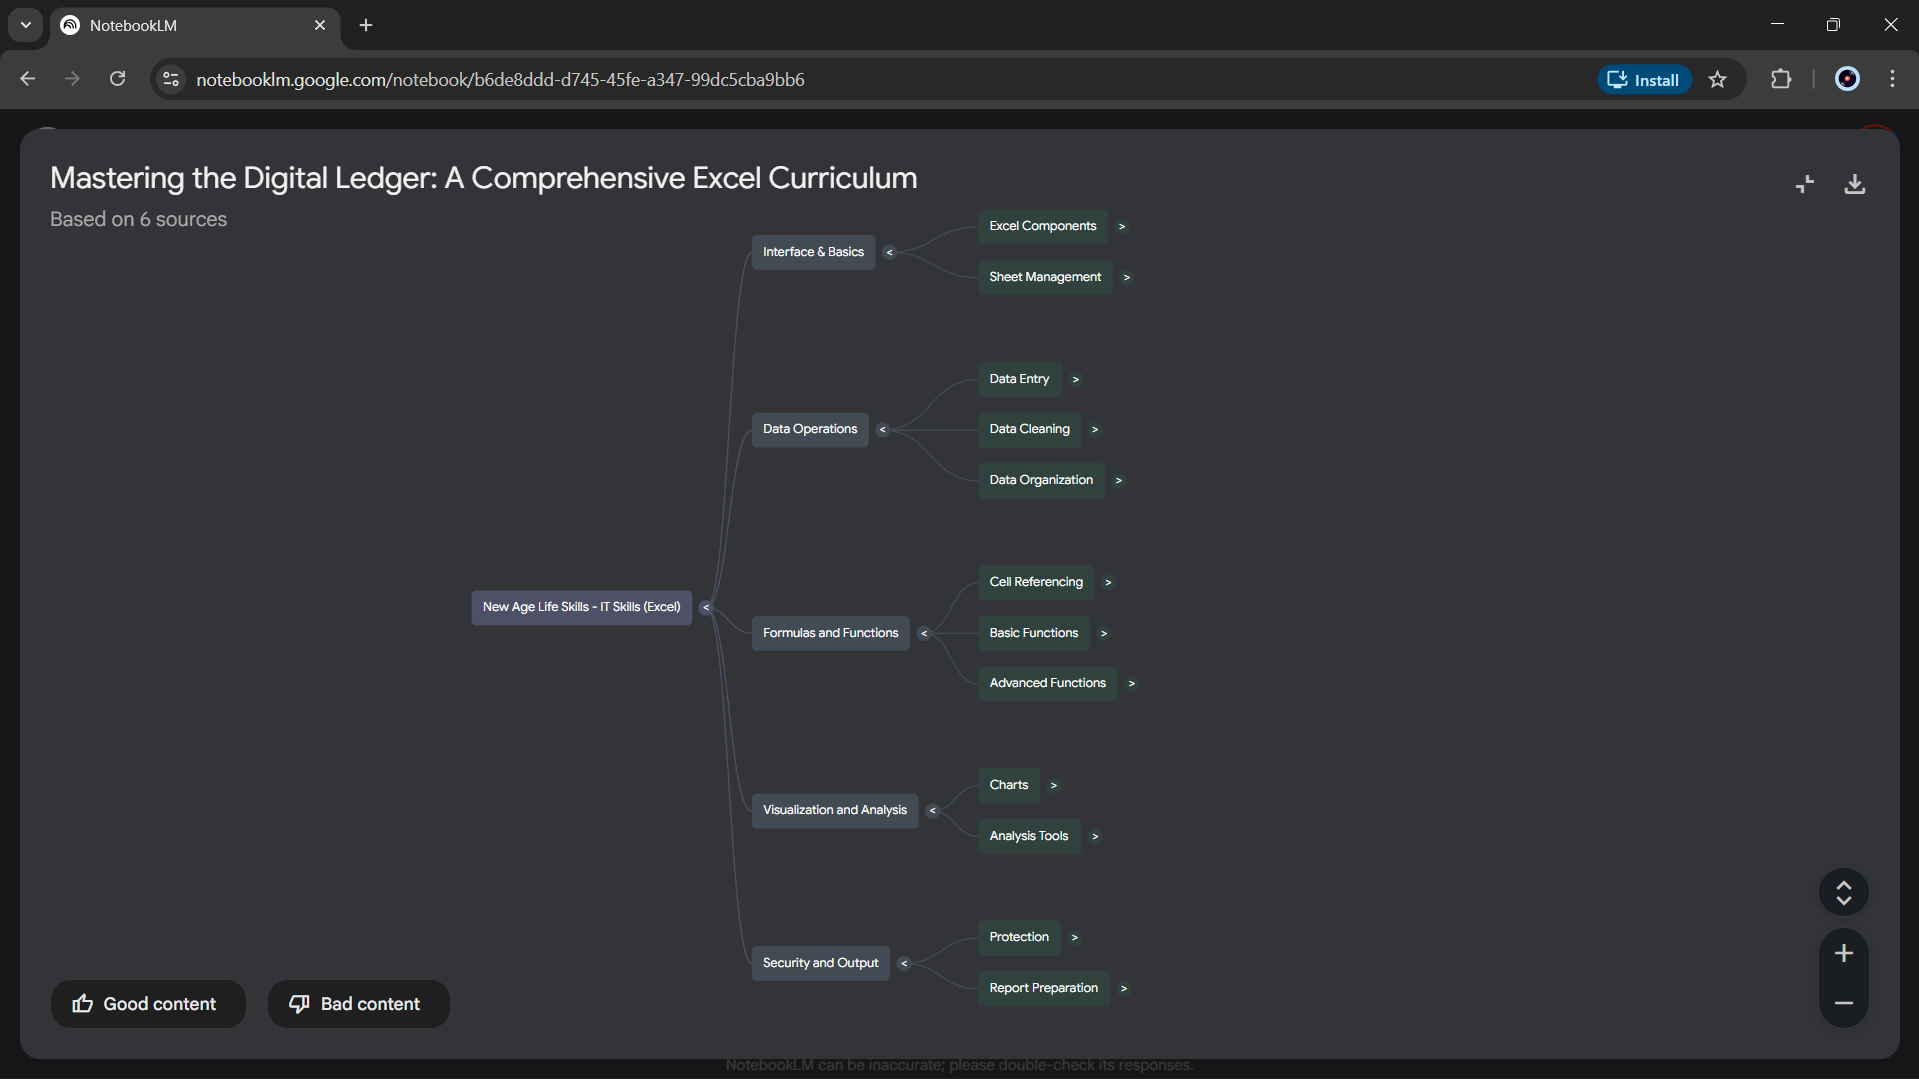 NotebookLM
notebooklm.google.com/notebook/b6de8ddd-d745-45fe-a347-99dc5cba9bb6
Install
Mastering the Digital Ledger: A Comprehensive Excel Curriculum
Based on 6 sources
Excel Components >
Interface & Basics <
Sheet Management >
Data Entry >
Data Operations <
Data Cleaning >
Data Organization >
Cell Referencing >
New Age Life Skills - IT Skills (Excel) <
Formulas and Functions <
Basic Functions >
Advanced Functions >
Charts >
Visualization and Analysis <
Analysis Tools >
Protection >
Security and Output <
Report Preparation >
Good content
Bad content
NotebookLM can be inaccurate; please double-check its responses.